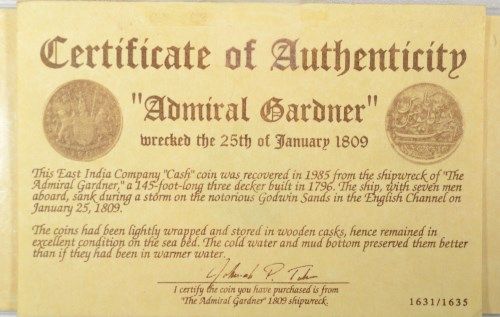 Certificate of Authenticity
"Admiral Gardner"
wrecked the 25th of January 1809
This East India Company "Cash" coin was recovered in 1985 from the shipwreck of "The
Admiral Gardner," a 145-foot-long three decker built in 1796. The ship, with seven men
aboard, sank during a storm on the notorious Godwin Sands in the English Channel on
January 25, 1809.
The coins had been lightly wrapped and stored in wooden casks, hence remained in
excellent condition on the sea bed. The cold water and mud bottom preserved them better
than if they had been in warmer water.
I certify the coin you have purchased is from
"The Admiral Gardner" 1809 shipwreck.
1631/1635